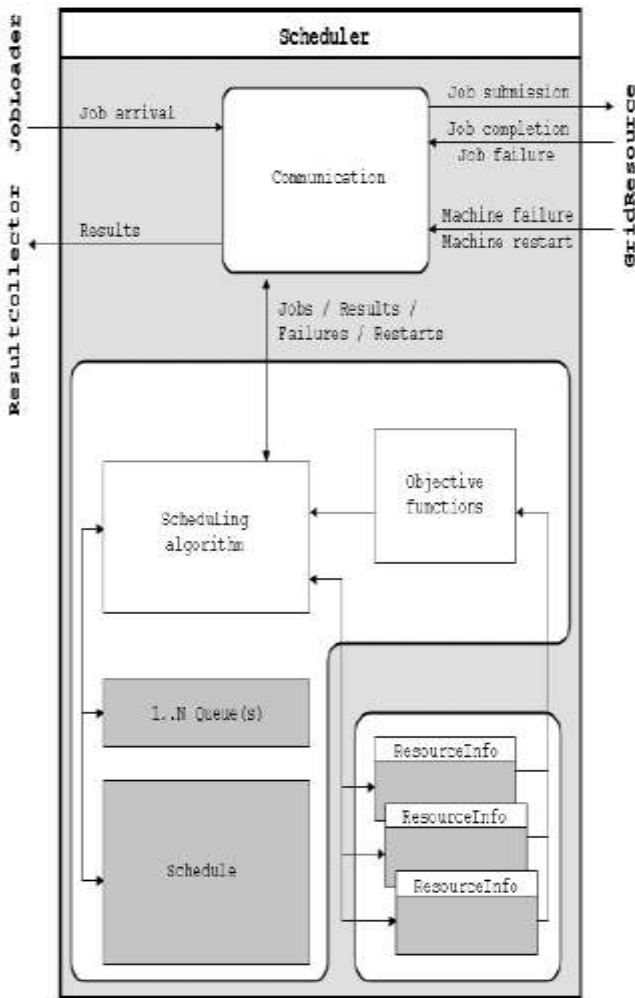 Scheduler
JobLoader
Job arrival
Job submission
Job completion
Job failure
GridResource
Communication
ResultCollector
Results
Machine failure
Machine restart
Jobs / Results /
Failures / Restarts
Scheduling
algorithm
Objective
functions
1..N Queue(s)
Schedule
ResourceInfo
ResourceInfo
ResourceInfo